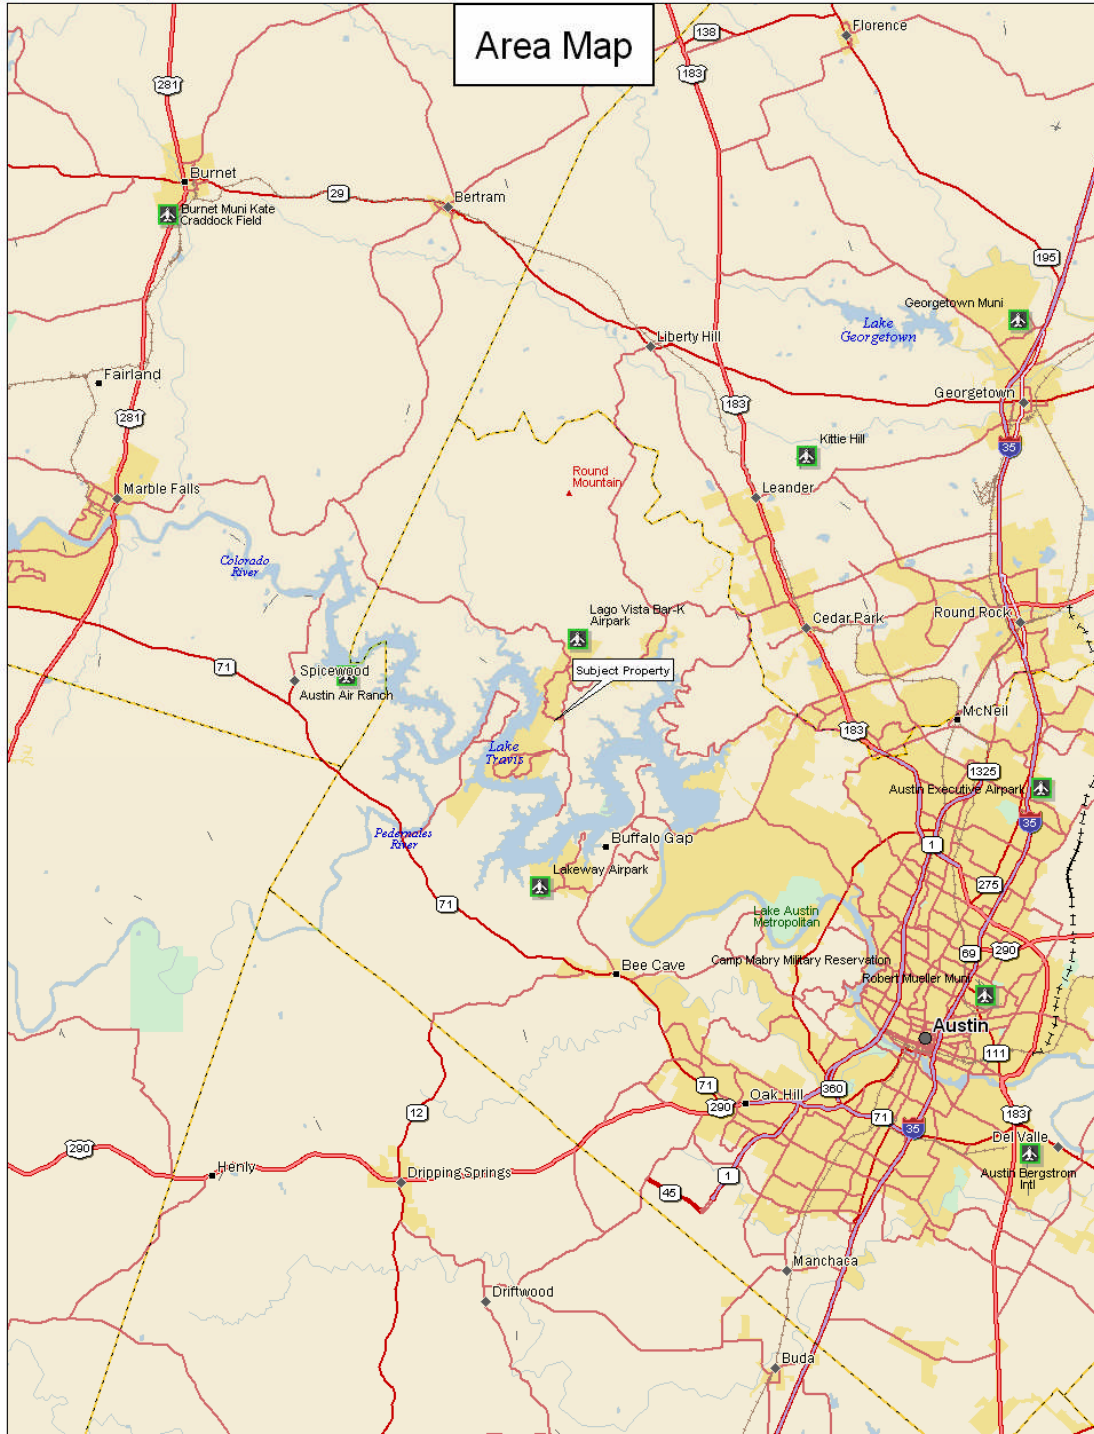 Area Map
138
Florence
183
281
Burnet
29
Bertram
Burnet Muni Kate
Craddock Field
195
Georgetown Muni
Lake
Georgetown
Liberty Hill
Fairland
281
183
Georgetown
35
Kittie Hill
Round
Mountain
Leander
Marble Falls
Colorado
River
Lago Vista Bar-K
Airpark
Cedar Park
Round Rock
71
Spicewood
Austin Air Ranch
Subject Property
McNeil
183
Lake
Travis
1325
Austin Executive Airpark
35
Pedernales
River
Buffalo Gap
1
Lakeway Airpark
275
71
Lake Austin
Metropolitan
69
290
Bee Cave
Camp Mabry Military Reservation
Robert Mueller Muni
Austin
111
71
360
Oak Hill
290
12
71
183
35
Del Valle
290
Henly
Dripping Springs
Austin Bergstrom
Intl
1
45
Manchaca
Driftwood
Buda